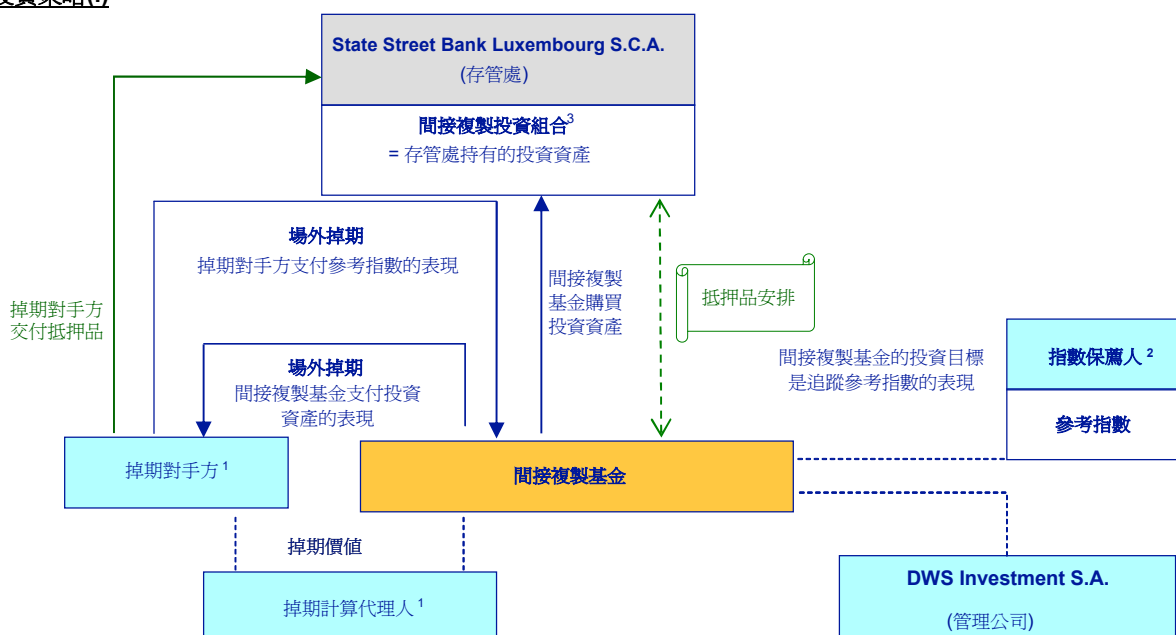 投資策略(I)
State Street Bank Luxembourg S.C.A.
(存管處)
間接複製投資組合3
= 存管處持有的投資資產
場外掉期
掉期對手方支付參考指數的表現
掉期對手方
交付抵押品
間接複製
基金購買
投資資產
抵押品安排
場外掉期
間接複製基金支付投資
資產的表現
間接複製基金的投資目標
是追蹤參考指數的表現
指數保薦人 2
參考指數
掉期對手方 1
間接複製基金
掉期價值
掉期計算代理人 1
DWS Investment S.A.
(管理公司)